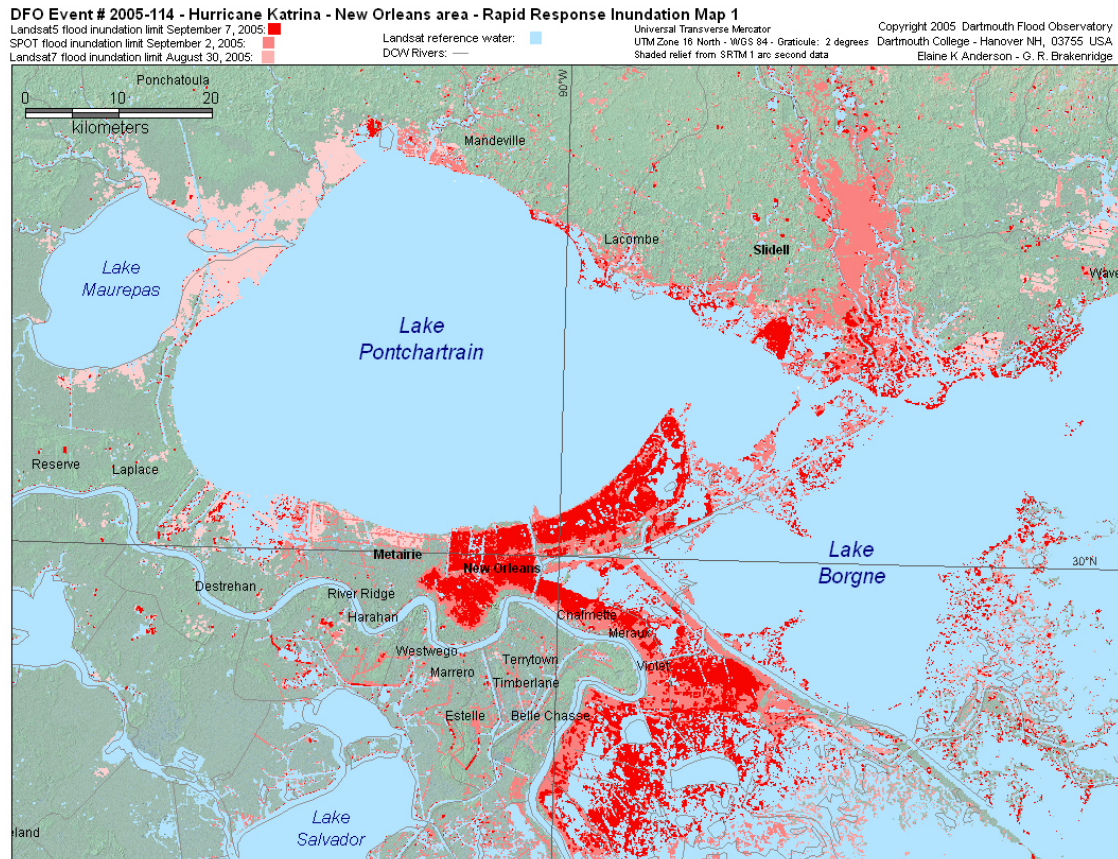 DFO Event # 2005-114 - Hurricane Katrina - New Orleans area - Rapid Response Inundation Map 1
Landsat5 flood inundation limit September 7, 2005:
SPOT flood inundation limit September 2, 2005:
Landsat7 flood inundation limit August 30, 2005:
Landsat reference water:
DCW Rivers:
Universal Transverse Mercator
UTM Zone 16 North - WGS 84 - Graticule: 2 degrees
Shaded relief from SRTM 1 arc second data
Copyright 2005 Dartmouth Flood Observatory
Dartmouth College - Hanover NH, 03755 USA
Elaine K Anderson - G. R. Brakenridge
Ponchatoula
90°W
0 10 20
kilometers
Mandeville
Lacombe
Slidell
Lake
Maurepas
Wave
Lake
Pontchartrain
Reserve
Laplace
Metairie
New Orleans
Lake
Borgne
30°N
Destrehan
River Ridge
Harahan
Chalmette
Meraux
Westwego
Terrytown
Violet
Marrero
Timberlane
Estelle
Belle Chasse
Lake
Salvador
eland